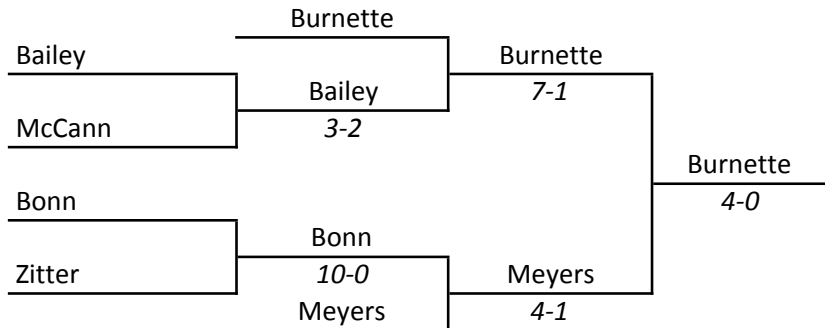 Burnette
Bailey
Burnette
Bailey
7-1
McCann
3-2
Burnette
Bonn
4-0
Bonn
Zitter
10-0
Meyers
Meyers
4-1